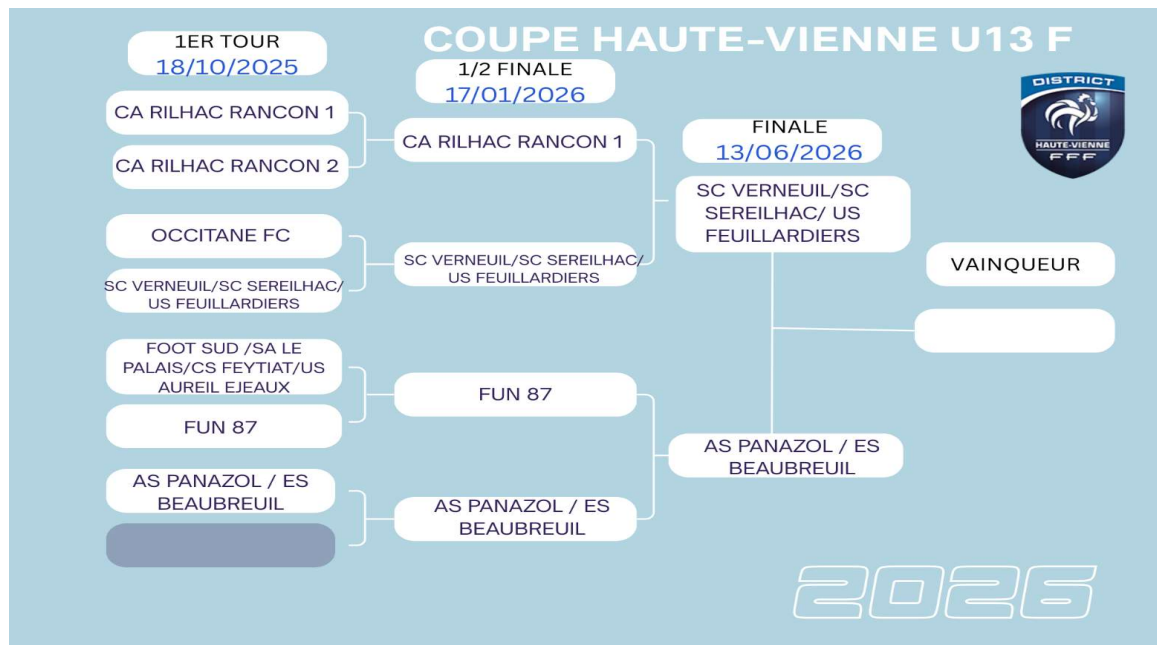 COUPE HAUTE-VIENNE U13 F
1ER TOUR
18/10/2025
CA RILHAC RANCON 1
CA RILHAC RANCON 2
OCCITANE FC
SC VERNEUIL/SC SEREILHAC/
US FEUILLARDIERS
FOOT SUD /SA LE
PALAIS/CS FEYTIAT/US
AUREIL EJEAUX
FUN 87
AS PANAZOL / ES
BEAUBREUIL
1/2 FINALE
17/01/2026
CA RILHAC RANCON 1
SC VERNEUIL/SC SEREILHAC/
US FEUILLARDIERS
FUN 87
AS PANAZOL / ES
BEAUBREUIL
FINALE
13/06/2026
SC VERNEUIL/SC
SEREILHAC/ US
FEUILLARDIERS
AS PANAZOL / ES
BEAUBREUIL
VAINQUEUR
DISTRICT
HAUTE-VIENNE
FFF
2026